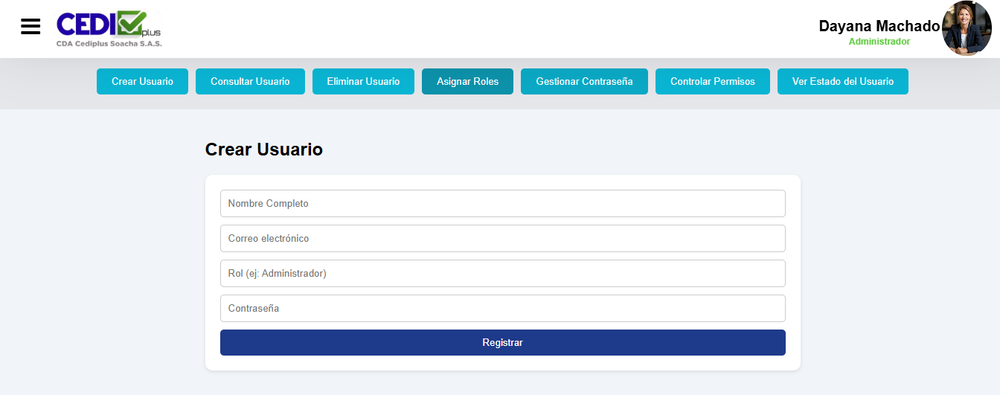 CEDI plus
CDA Cediplus Soacha S.A.S.
Dayana Machado
Administrador
Crear Usuario
Consultar Usuario
Eliminar Usuario
Asignar Roles
Gestionar Contraseña
Controlar Permisos
Ver Estado del Usuario
Crear Usuario
Nombre Completo
Correo electrónico
Rol (ej: Administrador)
Contraseña
Registrar